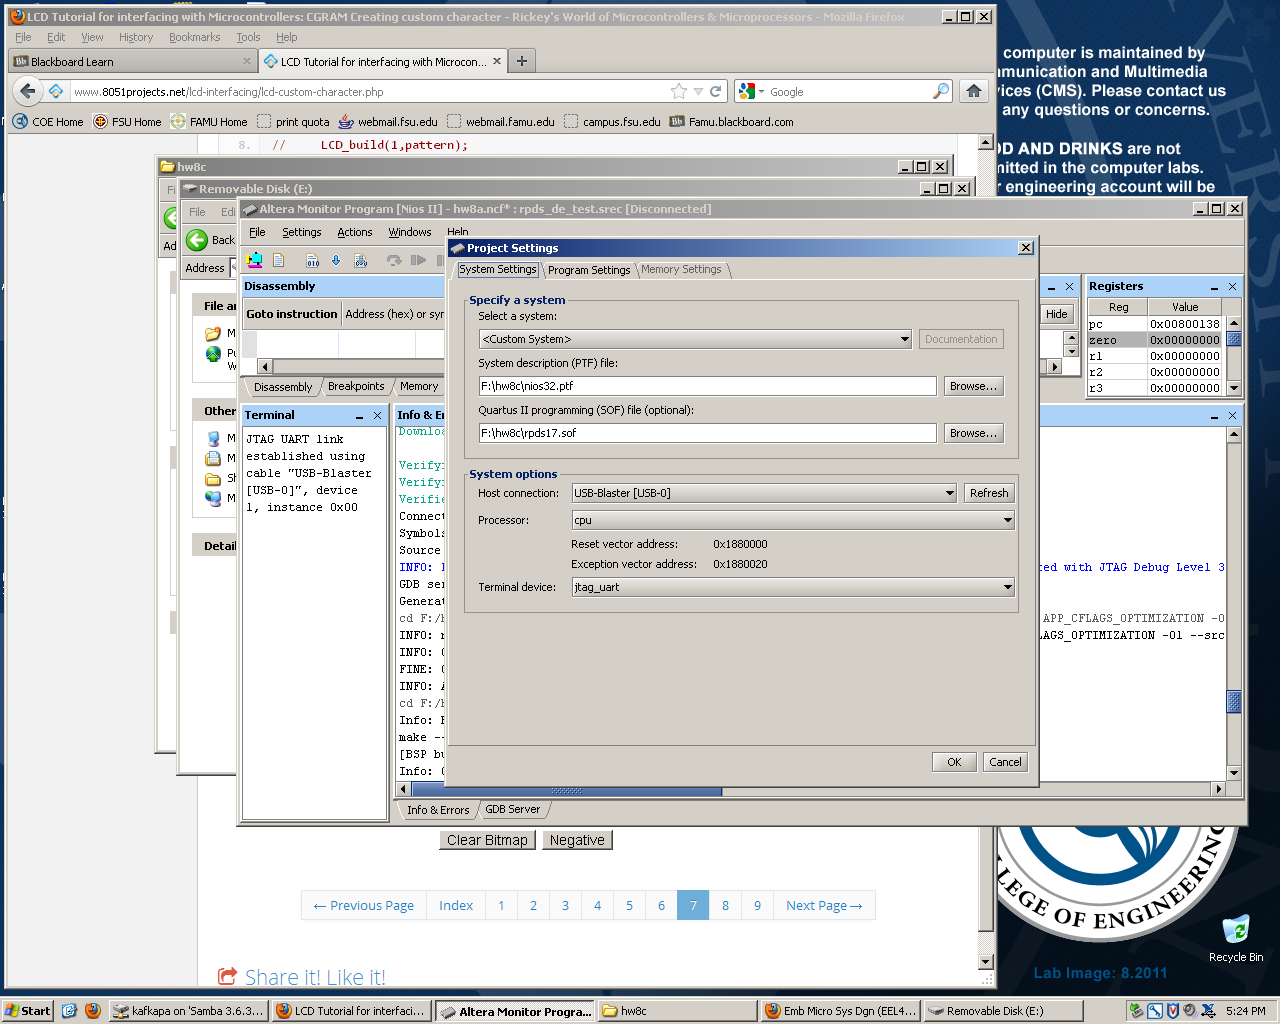 LCD Tutorial for interfacing with Microcontrollers: CGRAM Creating custom character - Rickey's World of Microcontrollers & Microprocessors - Mozilla Firefox
File Edit View History Bookmarks Tools Help
Blackboard Learn
LCD Tutorial for interfacing with Microcon...
www.8051projects.net/lcd-interfacing/lcd-custom-character.php
Google
COE Home FSU Home FAMU Home print quota webmail.fsu.edu webmail.famu.edu campus.fsu.edu Famu.blackboard.com
computer is maintained by
mmunication and Multimedia
vices (CMS). Please contact us
any questions or concerns.
OD AND DRINKS are not
mitted in the computer labs.
r engineering account will be
8. // LCD_build(1,pattern);
hw8c
Removable Disk (E:)
File Edi
Back
Address
File an
Other
Detai
Altera Monitor Program [Nios II] - hw8a.ncf* : rpds_de_test.srec [Disconnected]
File Settings Actions Windows Help
Disassembly
Goto instruction Address (hex) or sym
Hide
Disassembly Breakpoints Memory
Registers
Reg Value
pc 0x00800138
zero 0x00000000
r1 0x00000000
r2 0x00000000
r3 0x00000000
Terminal
JTAG UART link
established using
cable "USB-Blaster
[USB-0]", device
1, instance 0x00
Info & Er
Downloa
Verifyi
Verifyi
Verifie
Connect
Symbols
Source
INFO: 
GDB ser
Generat
cd F:/h
INFO: 
INFO: 
FINE: 
INFO: 
cd F:/h
Info: 
make --
[BSP bu
Info: 
ted with JTAG Debug Level 3
APP_CFLAGS_OPTIMIZATION -O
LAGS_OPTIMIZATION -O1 --src
Info & Errors GDB Server
Project Settings
System Settings Program Settings Memory Settings
Specify a system
Select a system:
<Custom System> Documentation
System description (PTF) file:
F:\hw8c\nios32.ptf Browse...
Quartus II programming (SOF) file (optional):
F:\hw8c\rpds17.sof Browse...
System options
Host connection: USB-Blaster [USB-0] Refresh
Processor: cpu
Reset vector address: 0x1880000
Exception vector address: 0x1880020
Terminal device: jtag_uart
OK Cancel
Clear Bitmap Negative
← Previous Page Index 1 2 3 4 5 6 7 8 9 Next Page →
Share it! Like it!
LLEGE OF ENGINEERING
Recycle Bin
Lab Image: 8.2011
Start kafkapa on 'Samba 3.6.3... LCD Tutorial for interfaci... Altera Monitor Progra... hw8c Emb Micro Sys Dgn (EEL4... Removable Disk (E:) 5:24 PM